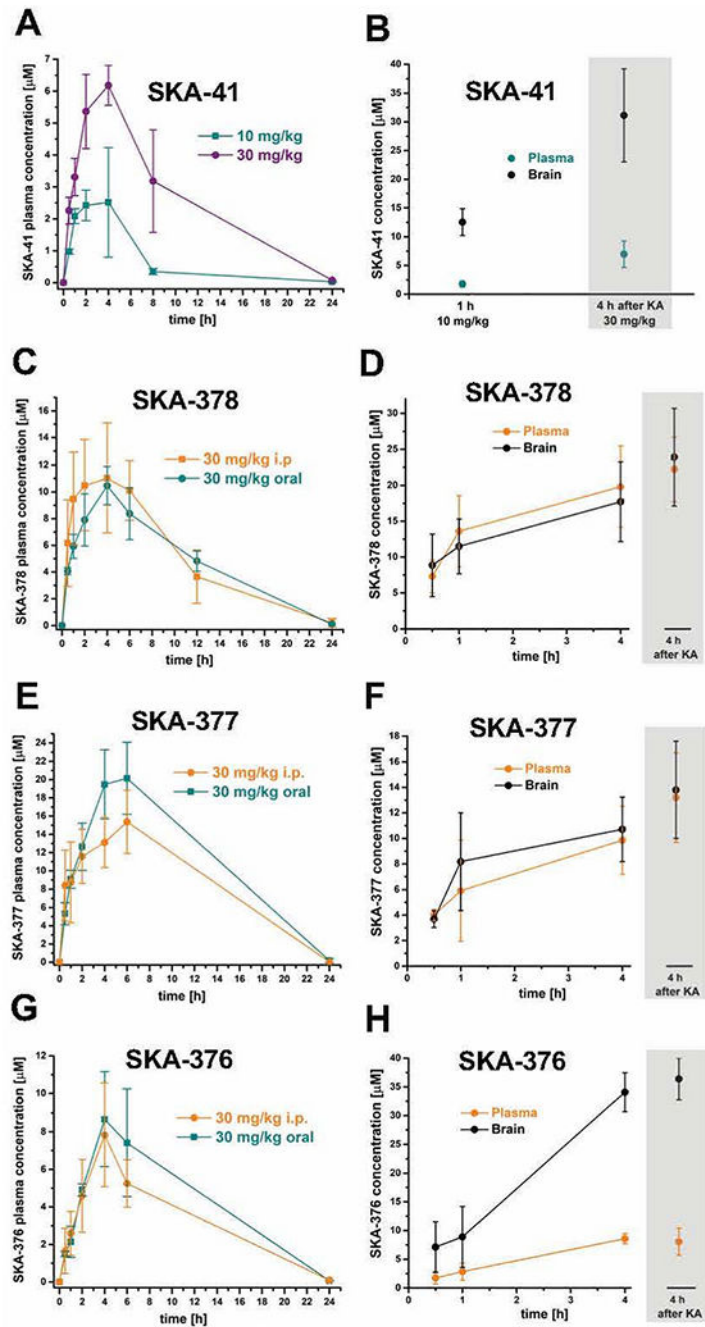 A
SKA-41
SKA-41 plasma concentration [µM]
7
6
5
4
3
2
1
0
10 mg/kg
30 mg/kg
0 2 4 6 8 10 12 14 16 18 20 22 24
time [h]
B
SKA-41
SKA-41 concentration [µM]
40
35
30
25
20
15
10
5
0
Plasma
Brain
1 h
10 mg/kg
4 h after KA
30 mg/kg
C
SKA-378
SKA-378 plasma concentration [µM]
16
14
12
10
8
6
4
2
0
30 mg/kg i.p
30 mg/kg oral
0 2 4 6 8 10 12 14 16 18 20 22 24
time [h]
D
SKA-378
SKA-378 concentration [µM]
30
25
20
15
10
5
0
Plasma
Brain
0 1 2 3 4
time [h]
4 h
after KA
E
SKA-377
SKA-377 plasma concentration [µM]
24
22
20
18
16
14
12
10
8
6
4
2
0
30 mg/kg i.p.
30 mg/kg oral
0 2 4 6 8 10 12 14 16 18 20 22 24
time [h]
F
SKA-377
SKA-377 concentration [µM]
18
16
14
12
10
8
6
4
2
0
Plasma
Brain
0 1 2 3 4
time [h]
4 h
after KA
G
SKA-376
SKA-376 plasma concentration [µM]
12
10
8
6
4
2
0
30 mg/kg i.p.
30 mg/kg oral
0 2 4 6 8 10 12 14 16 18 20 22 24
time [h]
H
SKA-376
SKA-376 concentration [µM]
40
35
30
25
20
15
10
5
0
Plasma
Brain
0 1 2 3 4
time [h]
4 h
after KA